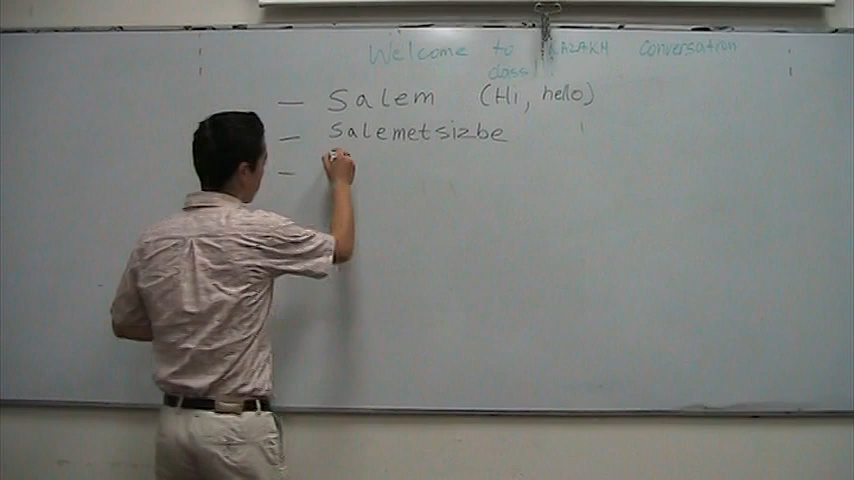 Welcome to KAZAKH Conversation
class!!
— Salem (Hi, hello)
— Salemetsizbe
—